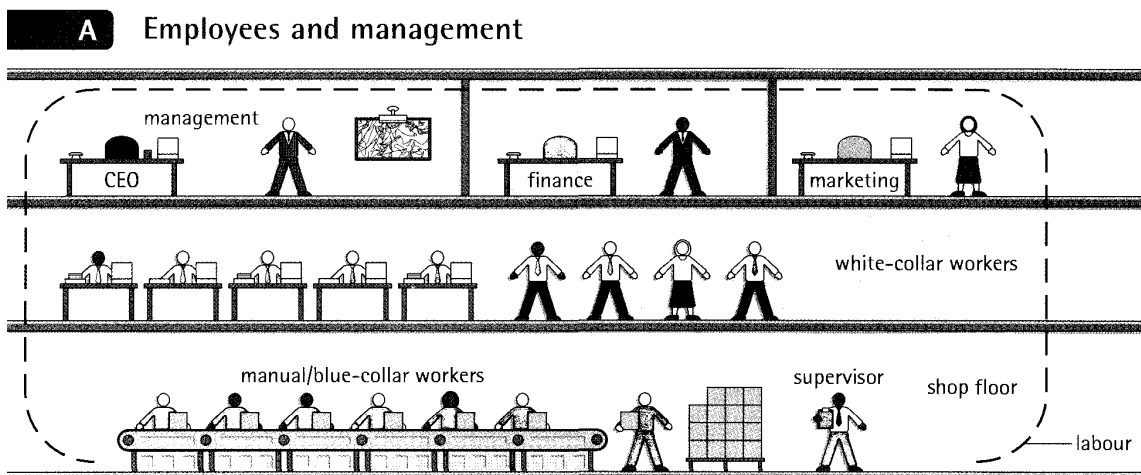 A Employees and management
management
CEO
finance
marketing
white-collar workers
manual/blue-collar workers
supervisor
shop floor
labour